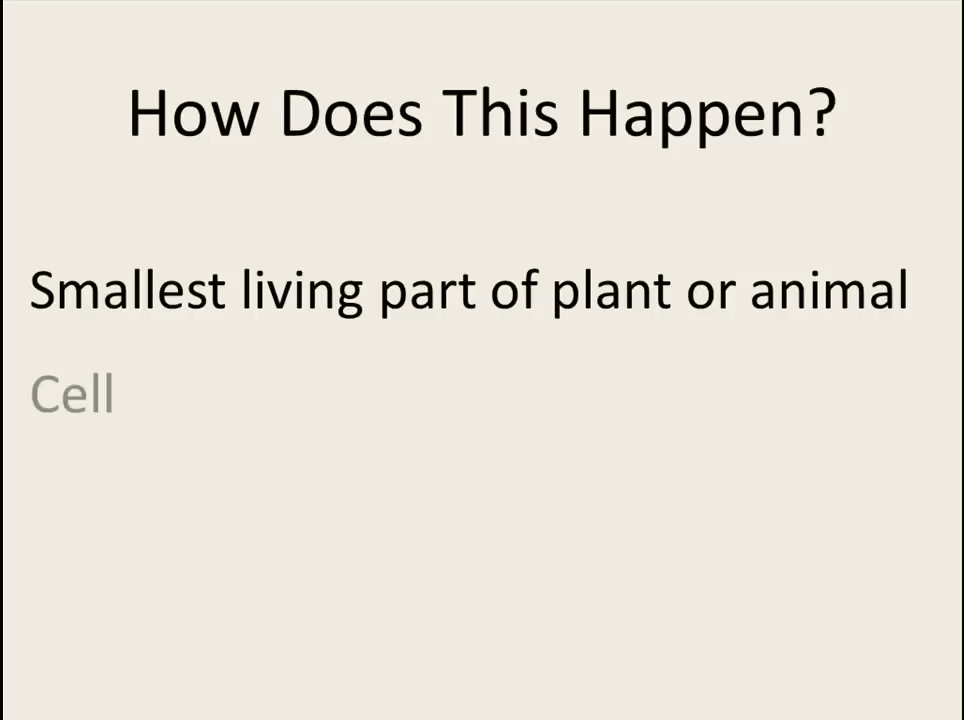 How Does This Happen?
Smallest living part of plant or animal
Cell